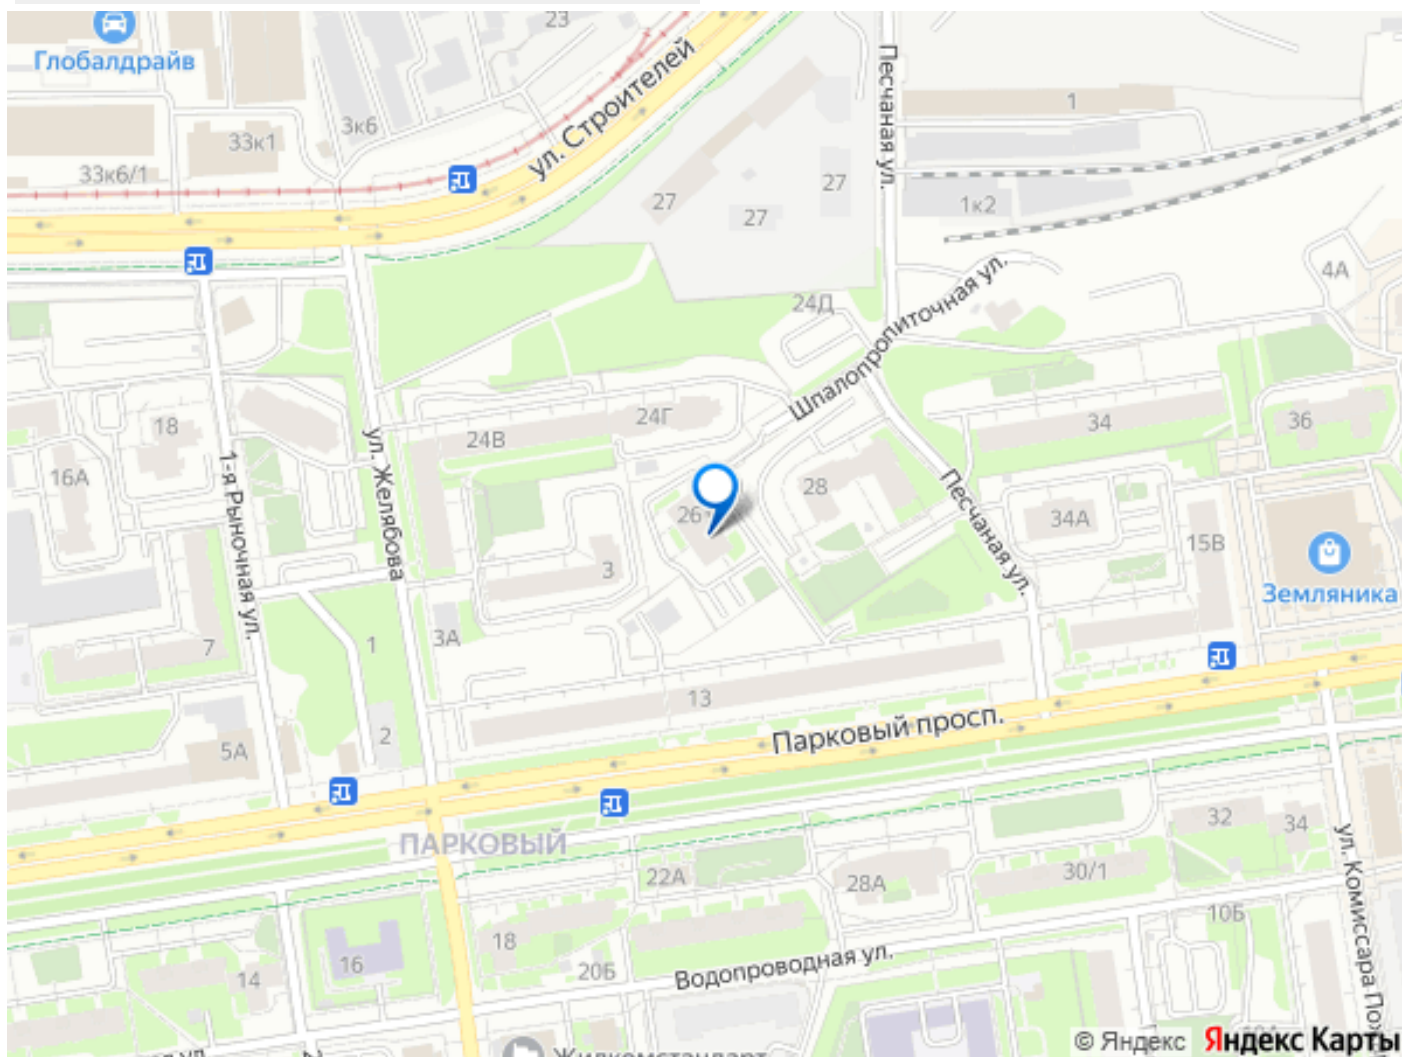 23
Глобалдрайв
ул. Строителей
Песчаная ул.
1
3к6
33к1
33к6/1
27
27
27
1к2
4А
24Д
Шпалопропиточная ул.
18
24В
24Г
34
36
16А
1-я Рыночная ул.
ул. Желябова
26
28
Песчаная ул.
34А
15В
3
Земляника
7
1
3А
13
2
5А
Парковый просп.
ПАРКОВЫЙ
32
34
22А
28А
30/1
ул. Комиссара Пож
10Б
18
16
14
20Б
Водопроводная ул.
ул
Жилкомстандарт
© Яндекс Яндекс Карты